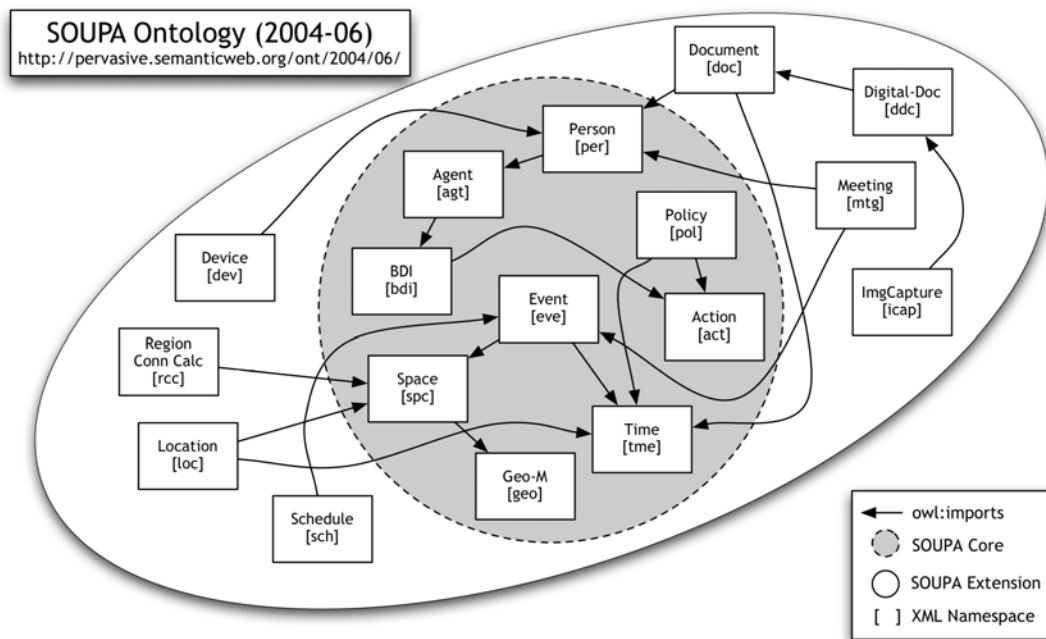 SOUPA Ontology (2004-06)
http://pervasive.semanticweb.org/ont/2004/06/
Document
[doc]
Digital-Doc
[ddc]
Person
[per]
Agent
[agt]
Meeting
[mtg]
Policy
[pol]
Device
[dev]
BDI
[bdi]
Event
[eve]
Action
[act]
ImgCapture
[icap]
Region
Conn Calc
[rcc]
Space
[spc]
Location
[loc]
Time
[tme]
Geo-M
[geo]
Schedule
[sch]
owl:imports
SOUPA Core
SOUPA Extension
[ ] XML Namespace